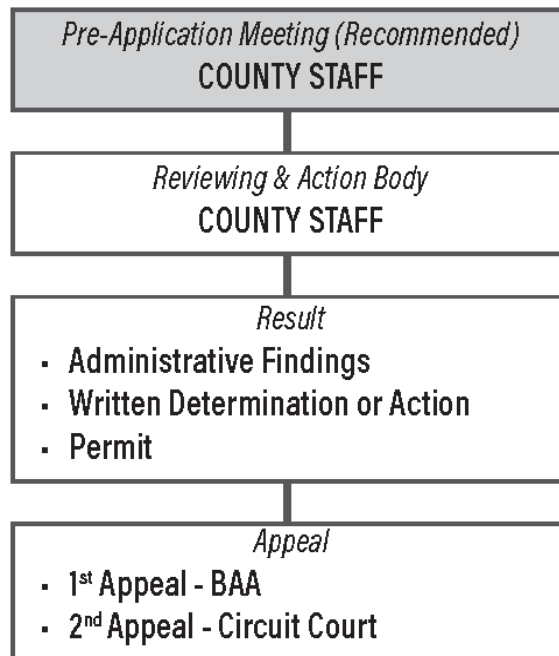 Pre-Application Meeting (Recommended)
COUNTY STAFF
Reviewing & Action Body
COUNTY STAFF
Result
▪ Administrative Findings
▪ Written Determination or Action
▪ Permit
Appeal
▪ 1st Appeal - BAA
▪ 2nd Appeal - Circuit Court